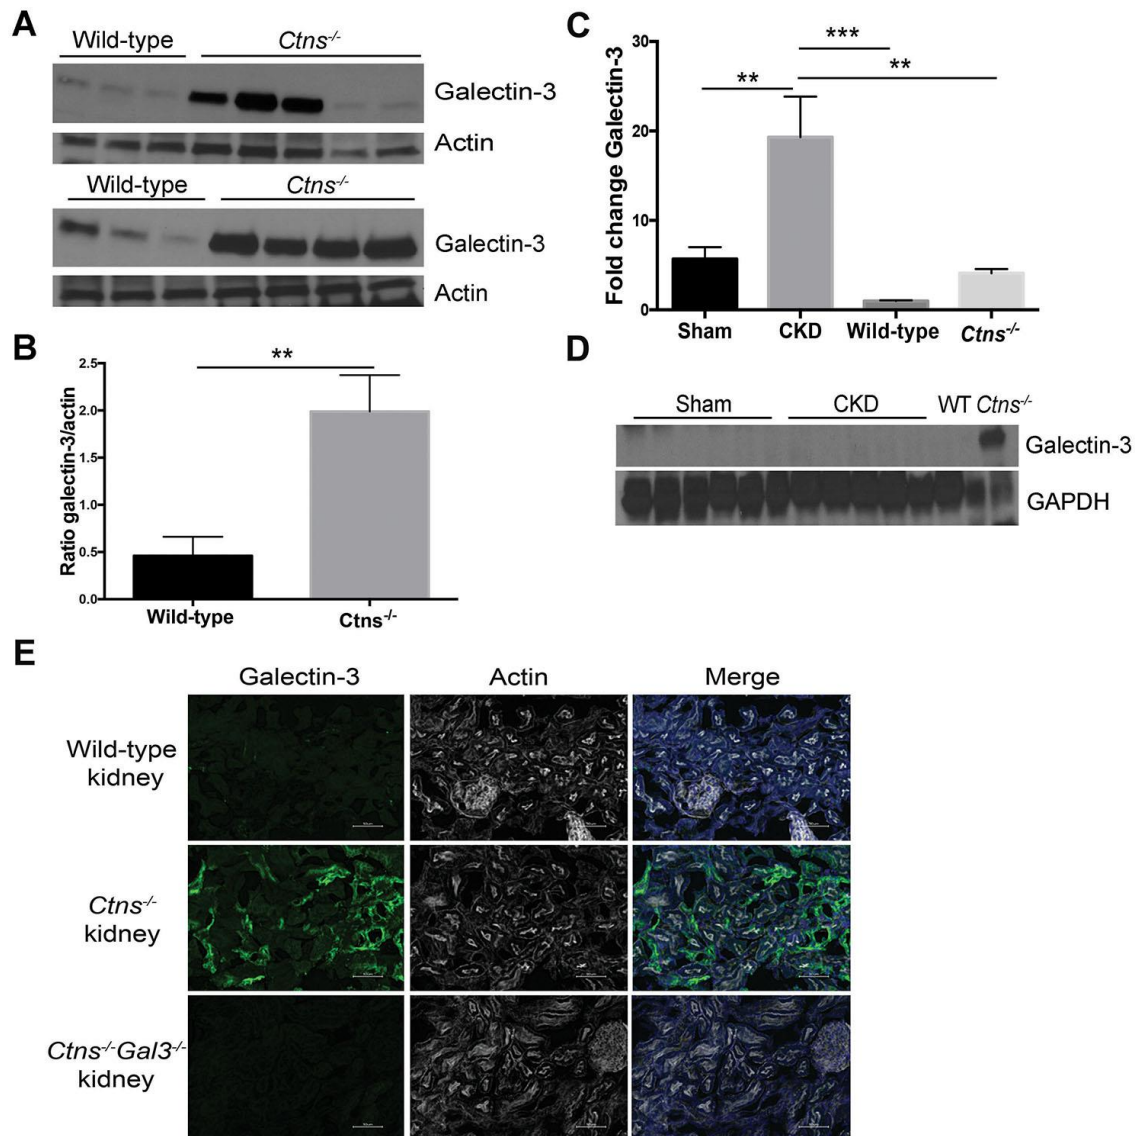 A
Wild-type Ctns-/-
Galectin-3
Actin
Wild-type Ctns-/-
Galectin-3
Actin
B
**
Ratio galectin-3/actin
2.5
2.0
1.5
1.0
0.5
0.0
Wild-type Ctns-/-
C
***
**
**
Fold change Galectin-3
30
20
10
0
Sham CKD Wild-type Ctns-/-
D
Sham CKD WT Ctns-/-
Galectin-3
GAPDH
E
Galectin-3 Actin Merge
Wild-type
kidney
Ctns-/-
kidney
Ctns-/-Gal3-/-
kidney